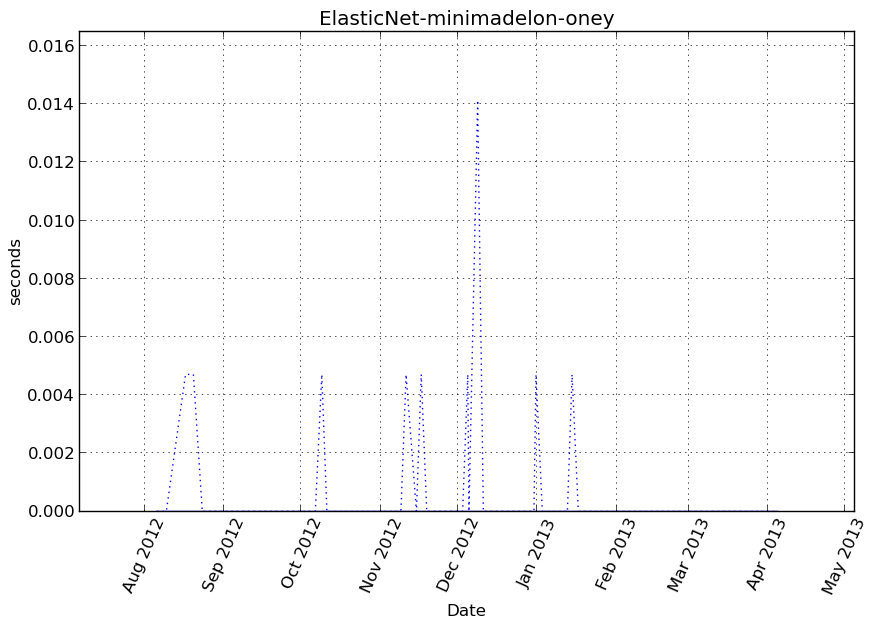 ElasticNet-minimadelon-oney
0.016
0.014
0.012
0.010
0.008
0.006
0.004
0.002
0.000
seconds
Aug 2012
Sep 2012
Oct 2012
Nov 2012
Dec 2012
Jan 2013
Feb 2013
Mar 2013
Apr 2013
May 2013
Date